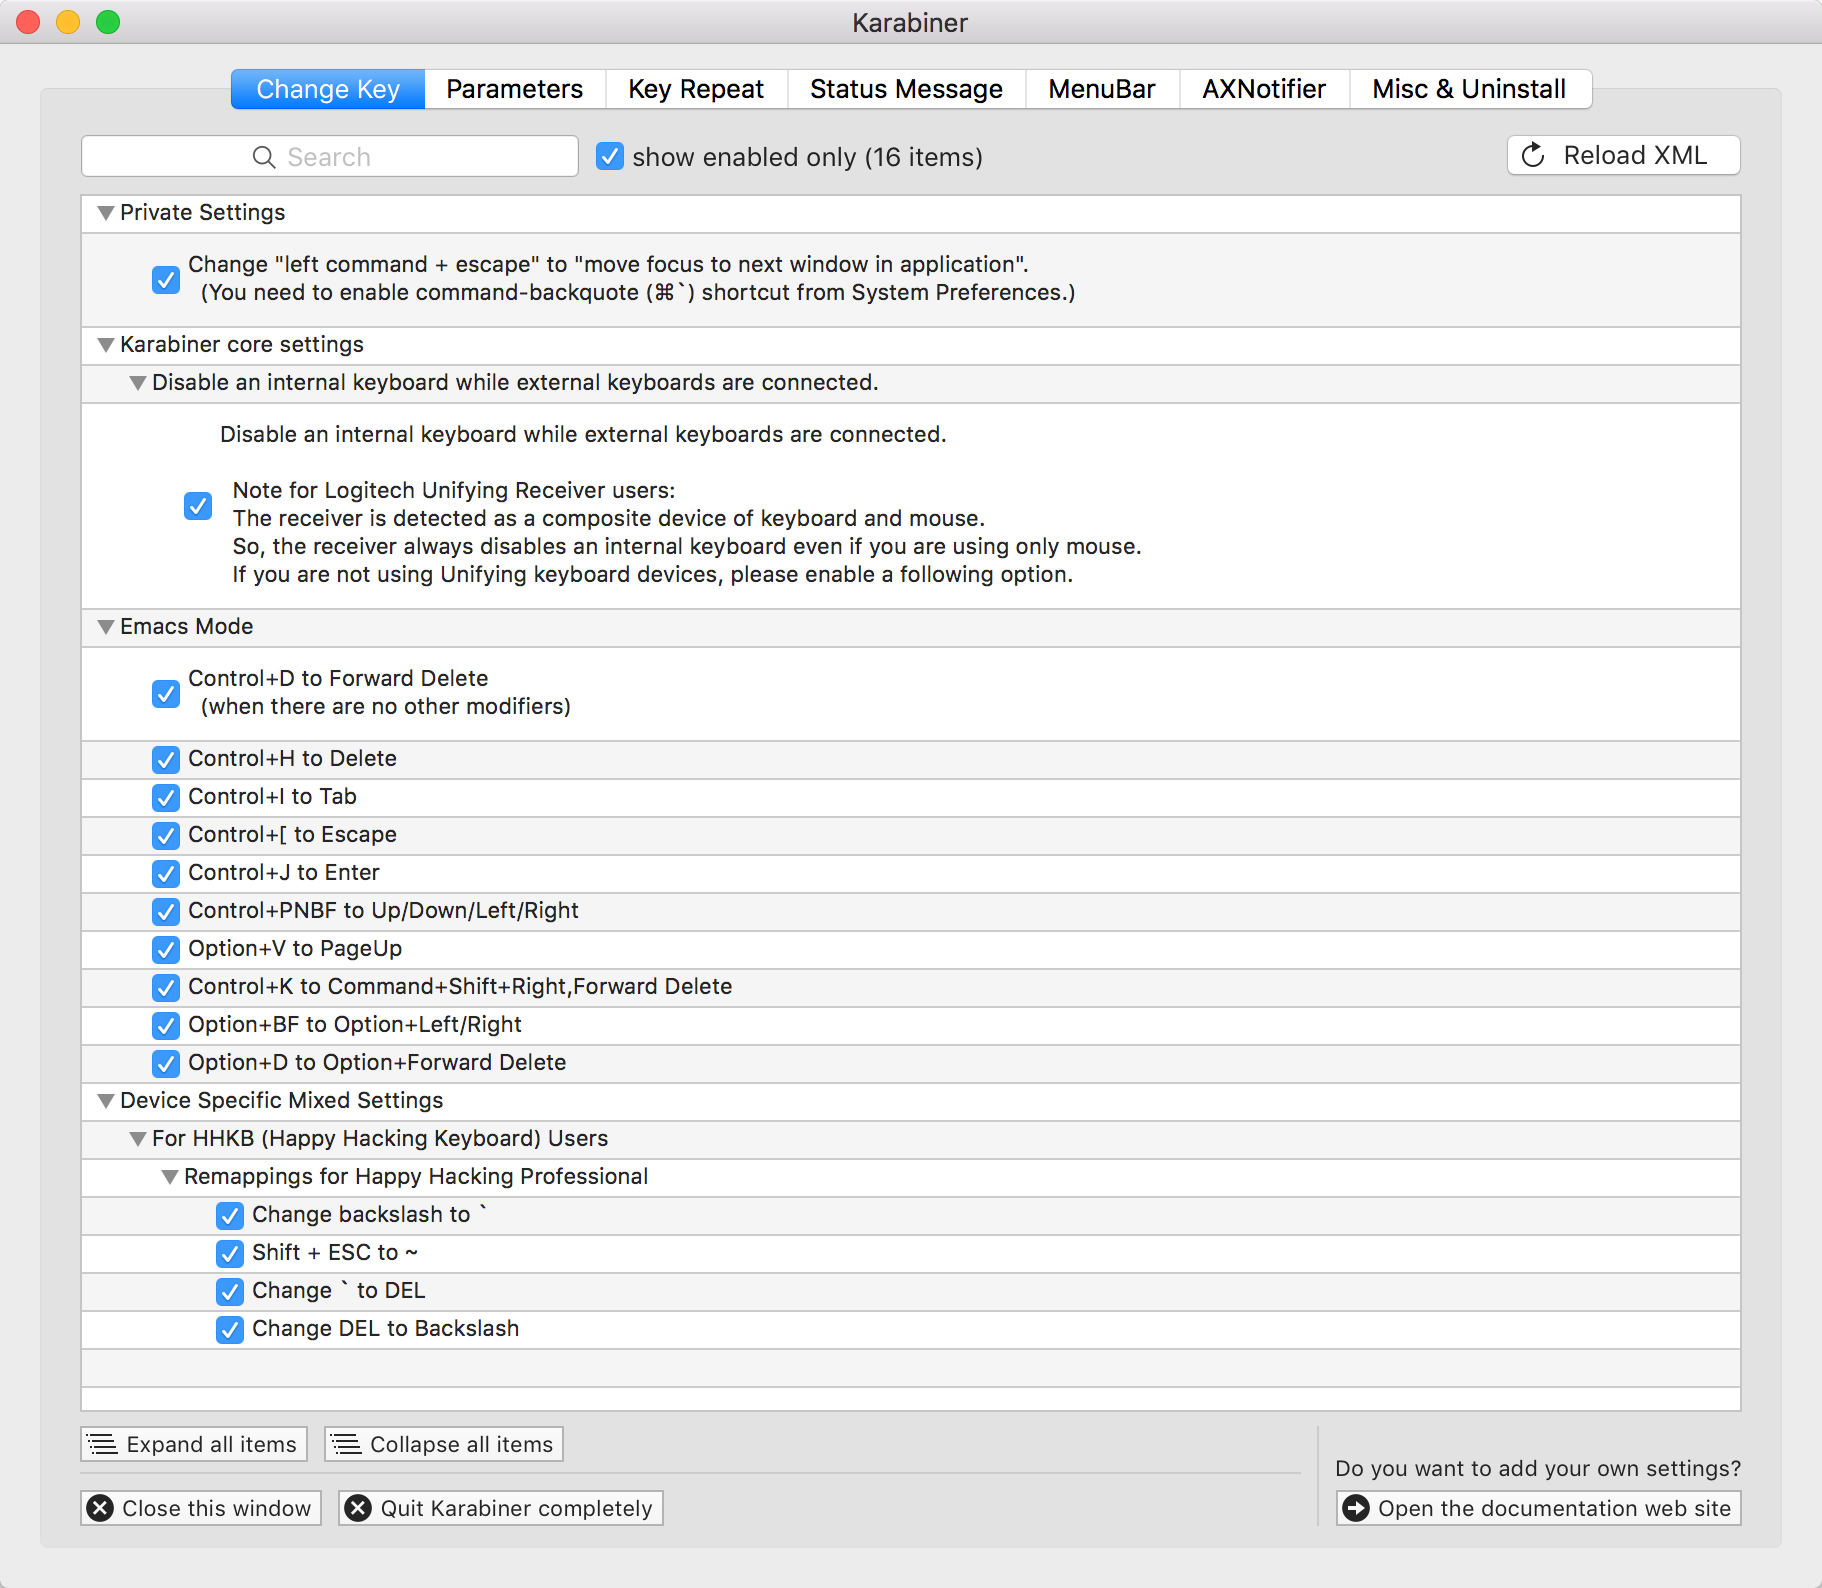 Karabiner
Change Key
Parameters
Key Repeat
Status Message
MenuBar
AXNotifier
Misc & Uninstall
Search
show enabled only (16 items)
Reload XML
Private Settings
Change "left command + escape" to "move focus to next window in application".
(You need to enable command-backquote (⌘`) shortcut from System Preferences.)
Karabiner core settings
Disable an internal keyboard while external keyboards are connected.
Disable an internal keyboard while external keyboards are connected.
Note for Logitech Unifying Receiver users:
The receiver is detected as a composite device of keyboard and mouse.
So, the receiver always disables an internal keyboard even if you are using only mouse.
If you are not using Unifying keyboard devices, please enable a following option.
Emacs Mode
Control+D to Forward Delete
(when there are no other modifiers)
Control+H to Delete
Control+I to Tab
Control+[ to Escape
Control+J to Enter
Control+PNBF to Up/Down/Left/Right
Option+V to PageUp
Control+K to Command+Shift+Right,Forward Delete
Option+BF to Option+Left/Right
Option+D to Option+Forward Delete
Device Specific Mixed Settings
For HHKB (Happy Hacking Keyboard) Users
Remappings for Happy Hacking Professional
Change backslash to `
Shift + ESC to ~
Change ` to DEL
Change DEL to Backslash
Expand all items
Collapse all items
Do you want to add your own settings?
Close this window
Quit Karabiner completely
Open the documentation web site